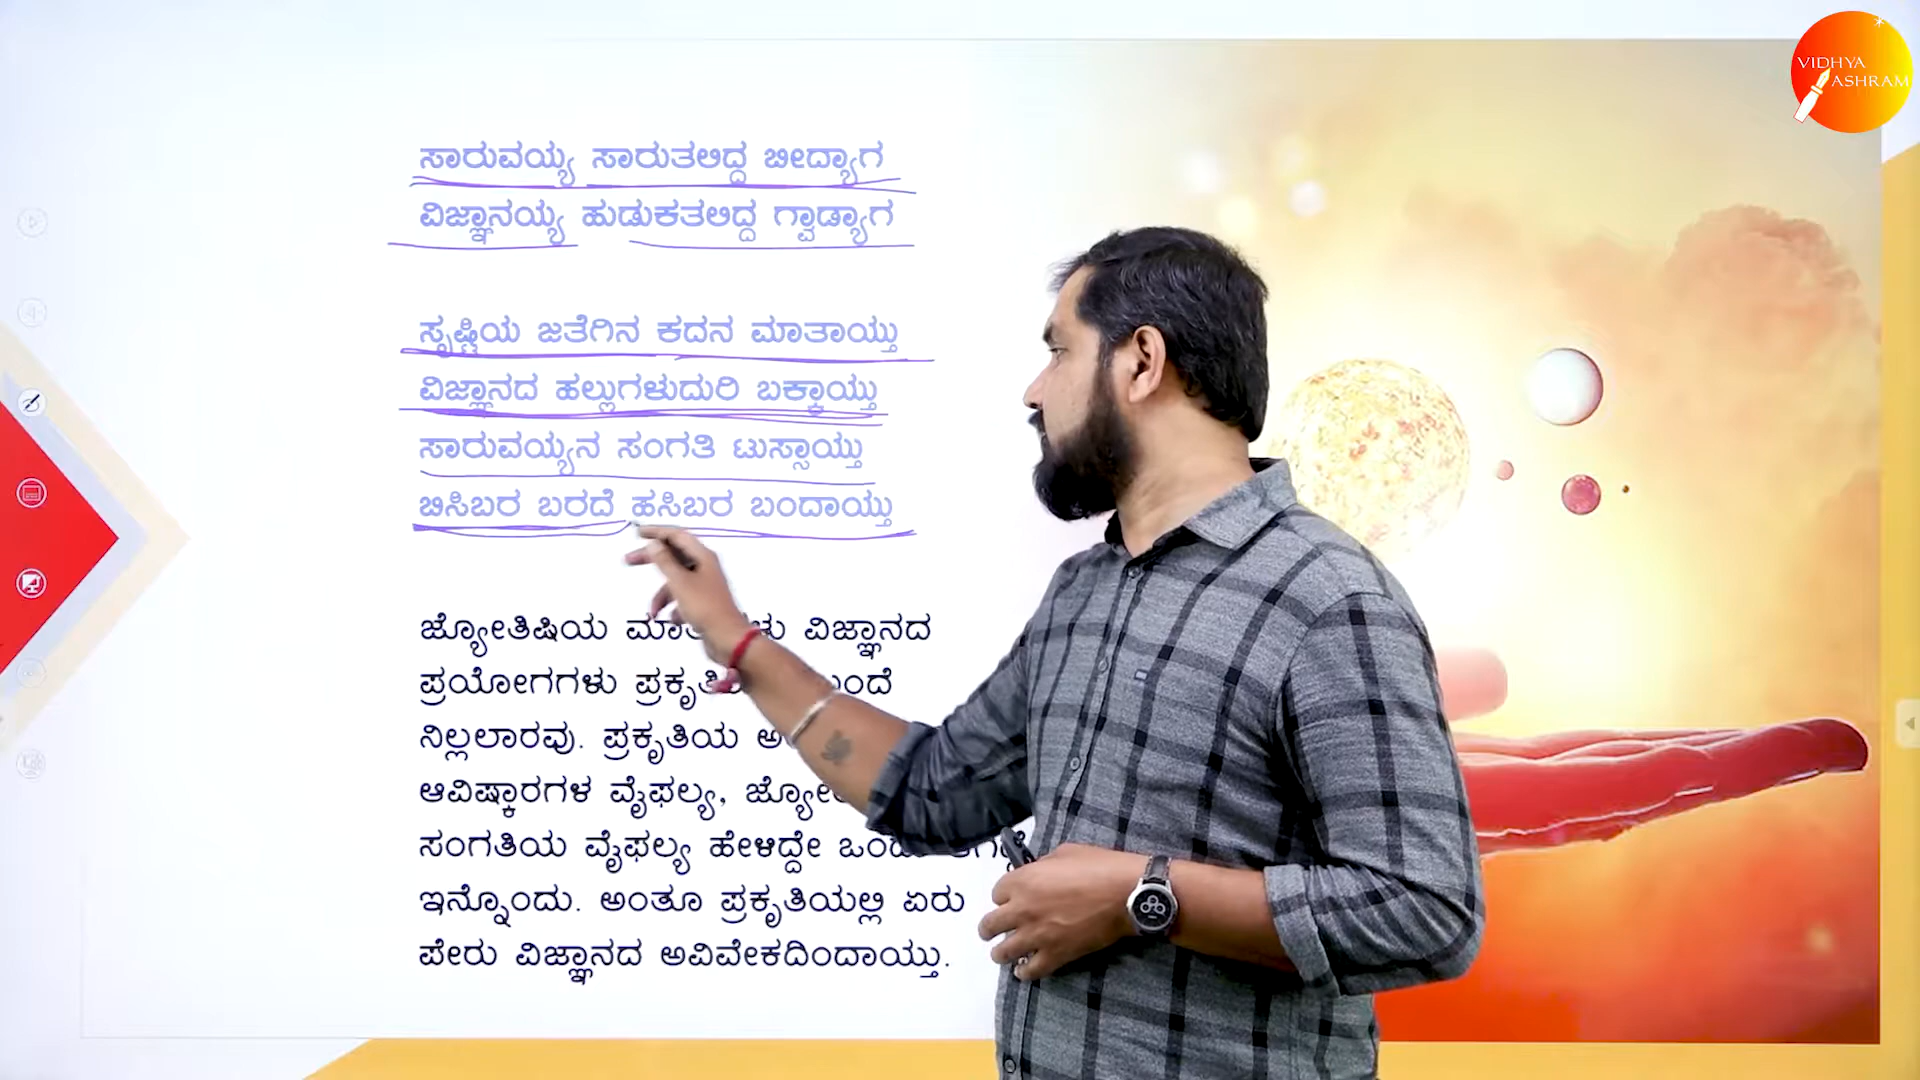 VIDHYA
ASHRAM
ಸಾರುವಯ್ಯ ಸಾರುತಲಿದ್ದ ಬೀದ್ಯಾಗ
ವಿಜ್ಞಾನಯ್ಯ ಹುಡುಕತಲಿದ್ದ ಗ್ವಾಡ್ಯಾಗ
ಸೃಷ್ಟಿಯ ಜತೆಗಿನ ಕದನ ಮಾತಾಯ್ತು
ವಿಜ್ಞಾನದ ಹಲ್ಲುಗಳುದುರಿ ಬಕ್ಕಾಯ್ತು
ಸಾರುವಯ್ಯನ ಸಂಗತಿ ಟುಸ್ಸಾಯ್ತು
ಬಿಸಿಬರ ಬರದೆ ಹಸಿಬರ ಬಂದಾಯ್ತು
ಜ್ಯೋತಿಷಿಯ ವಿಜ್ಞಾನದ
ಪ್ರಯೋಗಗಳು
ನಿಲ್ಲಲಾರವು. ಪ್ರಕೃತಿಯ
ಆವಿಷ್ಕಾರಗಳ ವೈಫಲ್ಯ,
ಸಂಗತಿಯ ವೈಫಲ್ಯ ಹೇಳಿದ್ದೇ
ಇನ್ನೊಂದು. ಅಂತೂ ಪ್ರಕೃತಿಯಲ್ಲಿ ಏರು
ಪೇರು ವಿಜ್ಞಾನದ ಅವಿವೇಕದಿಂದಾಯ್ತು.